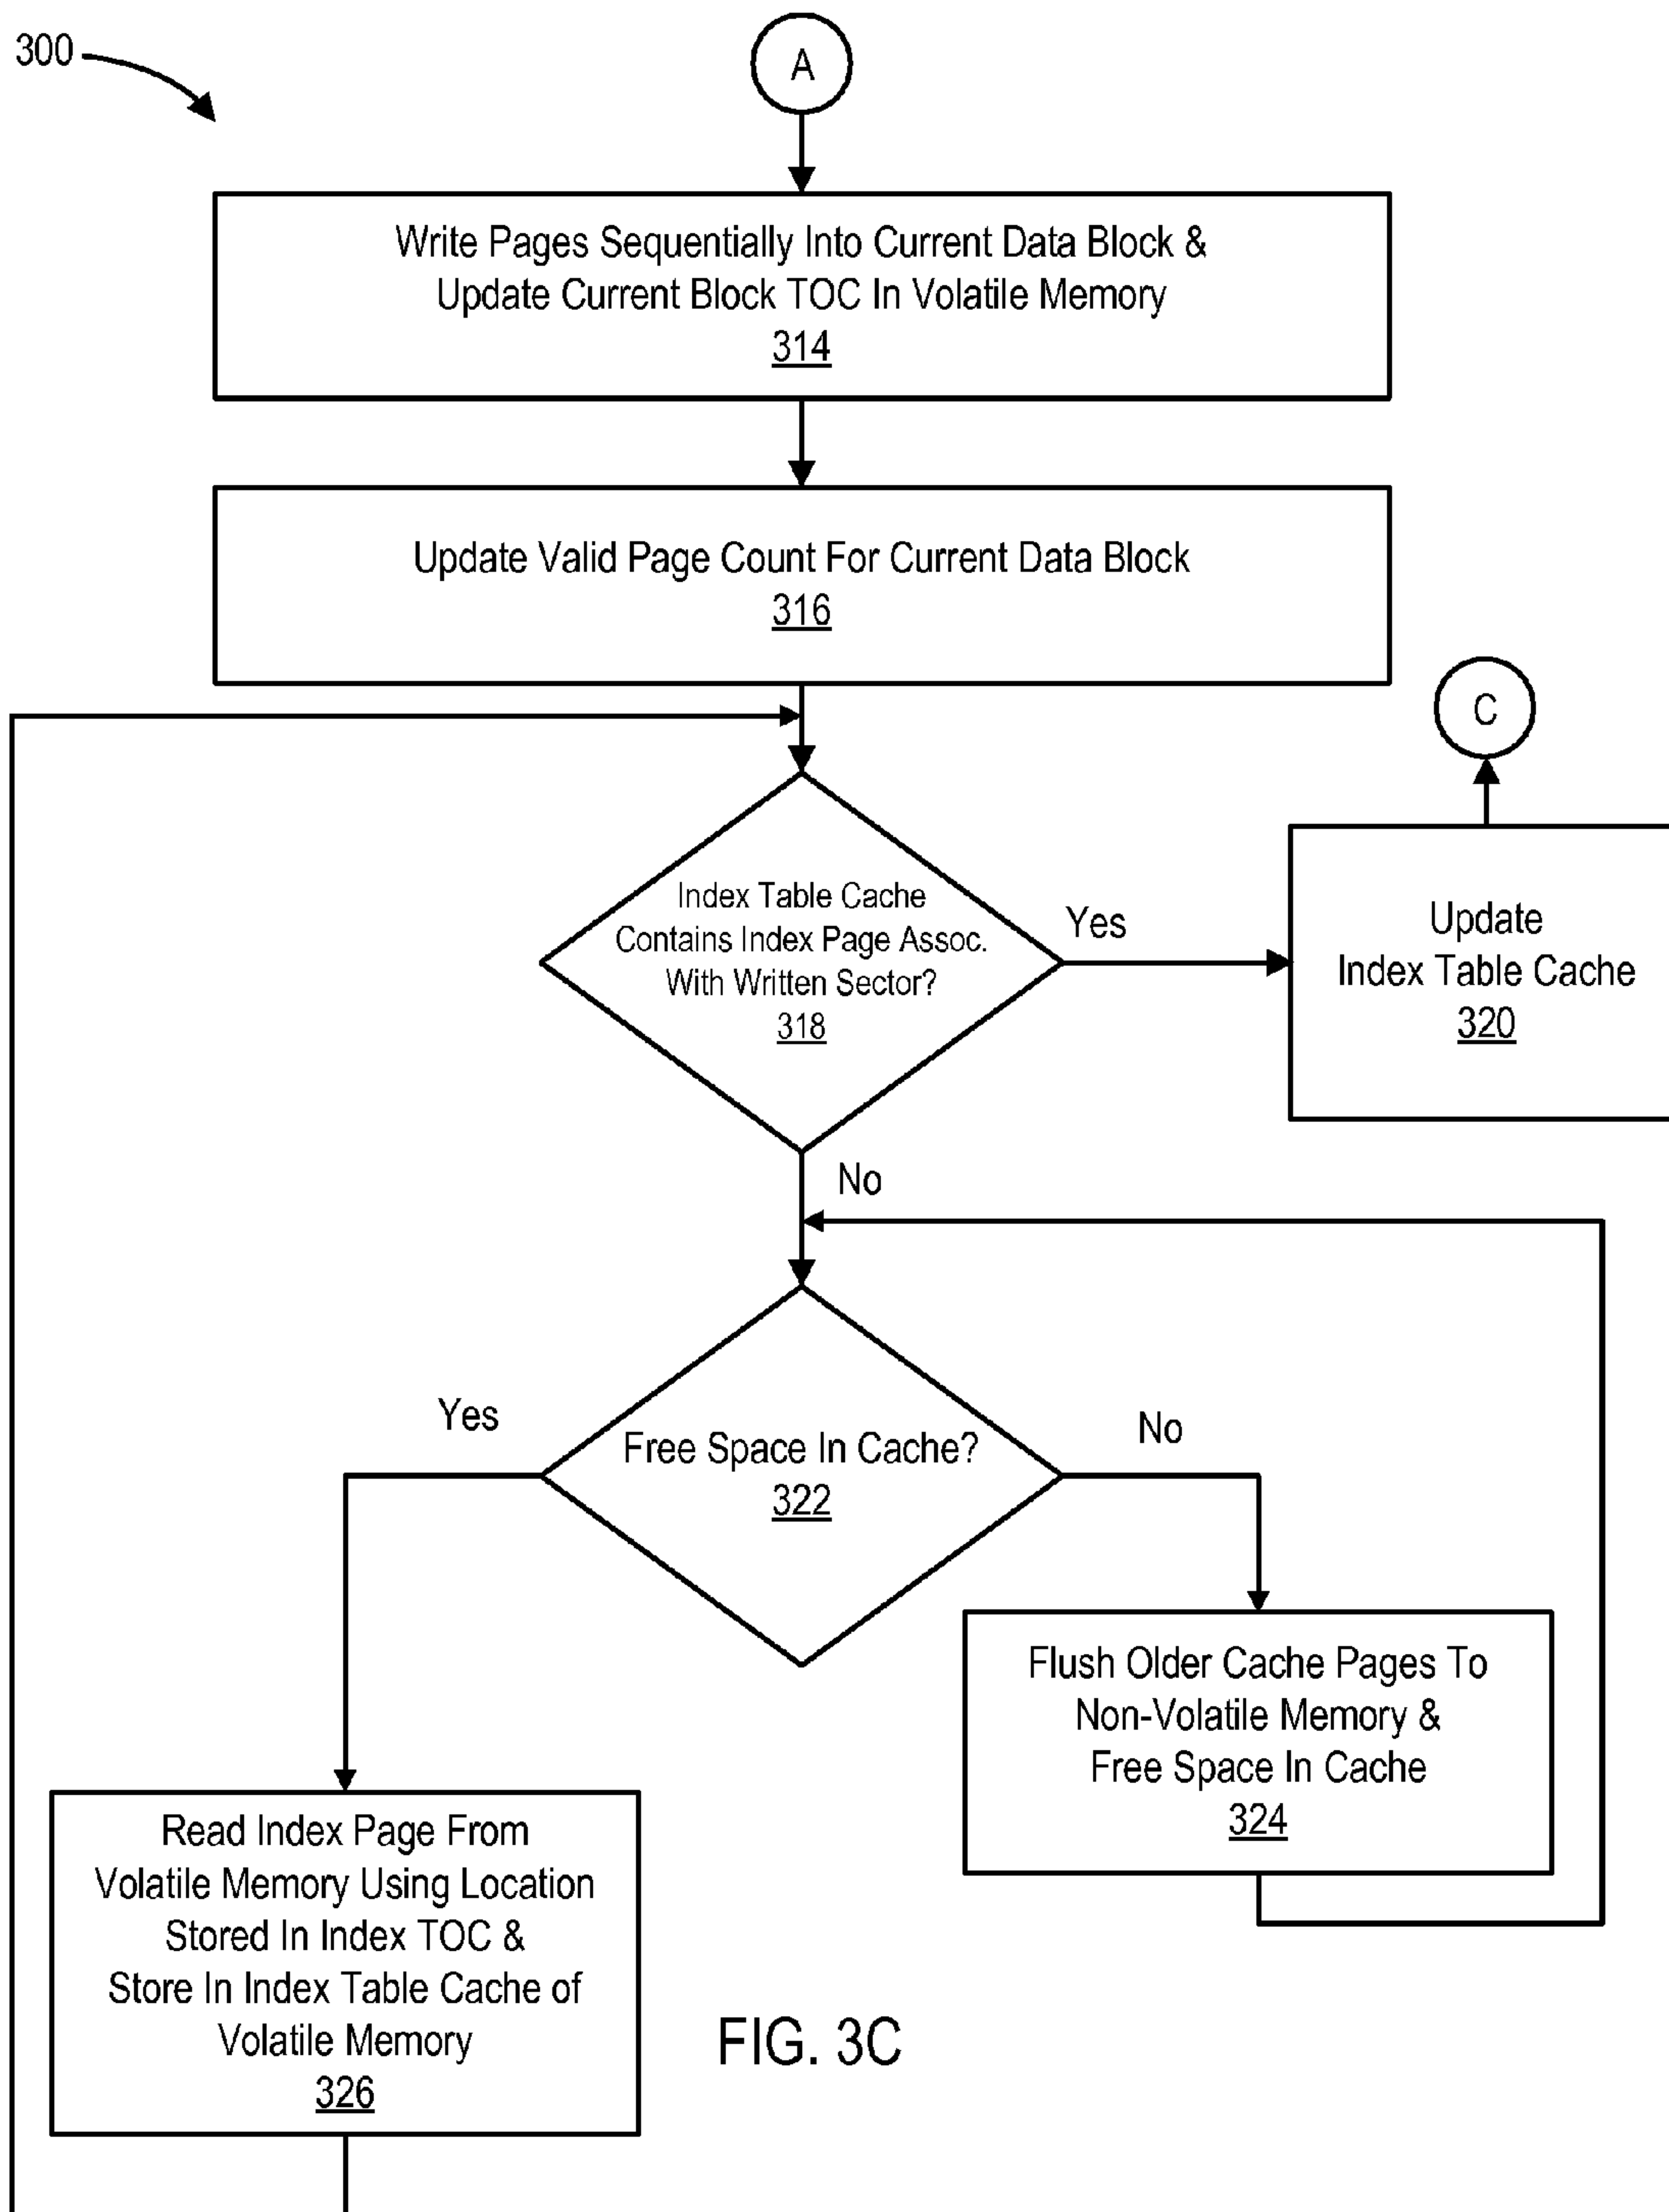 300
A
Write Pages Sequentially Into Current Data Block &
Update Current Block TOC In Volatile Memory
314
Update Valid Page Count For Current Data Block
316
C
Index Table Cache
Contains Index Page Assoc.
With Written Sector?
318
Yes
Update
Index Table Cache
320
No
Free Space In Cache?
322
Yes
No
Flush Older Cache Pages To
Non-Volatile Memory &
Free Space In Cache
324
Read Index Page From
Volatile Memory Using Location
Stored In Index TOC &
Store In Index Table Cache of
Volatile Memory
326
FIG. 3C